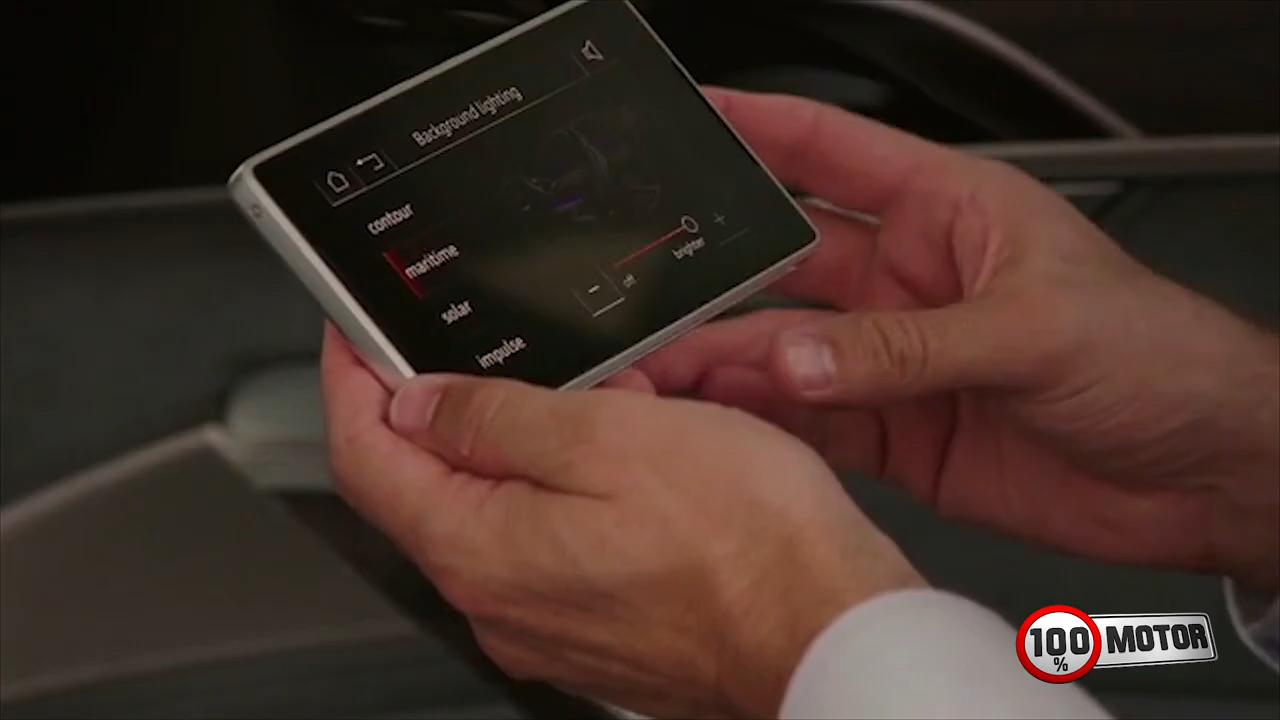 Background lighting
contour
maritime
solar
impulse
-
off
brighter
+
100
%
MOTOR